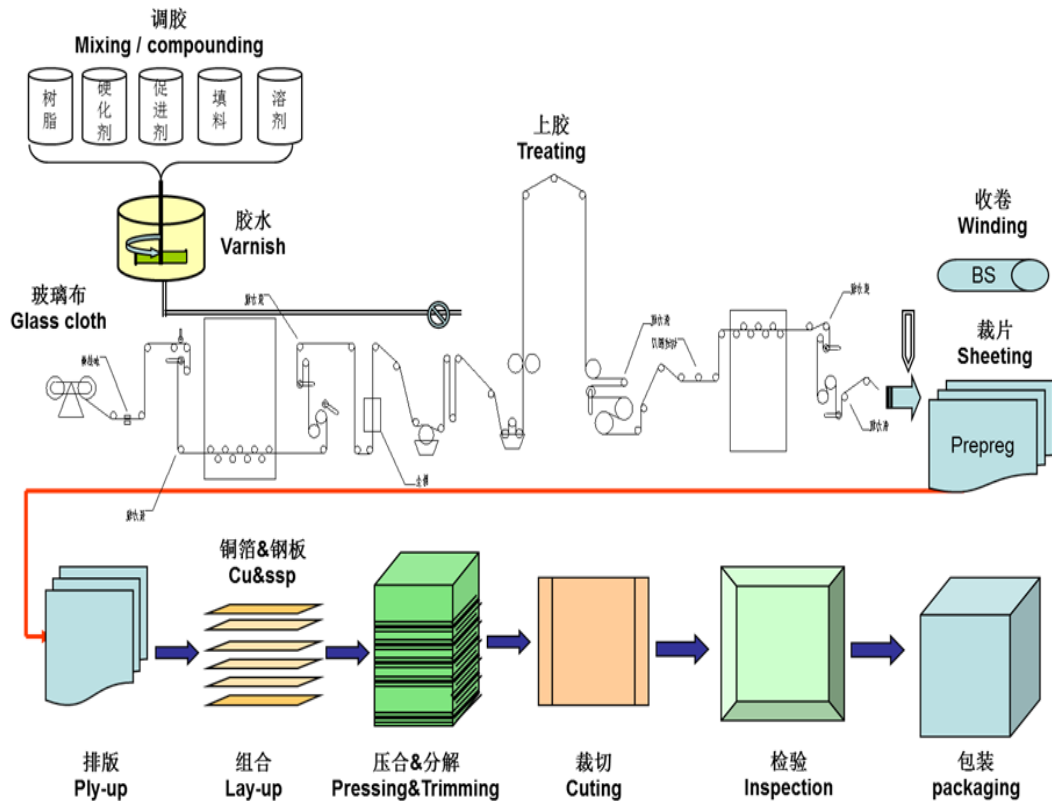 调胶
Mixing / compounding
树脂
硬化剂
促进剂
填料
溶剂
上胶
Treating
胶水
Varnish
收卷
Winding
BS
玻璃布
Glass cloth
裁片
Sheeting
Prepreg
铜箔&钢板
Cu&ssp
排版
Ply-up
组合
Lay-up
压合&分解
Pressing&Trimming
裁切
Cuting
检验
Inspection
包装
packaging